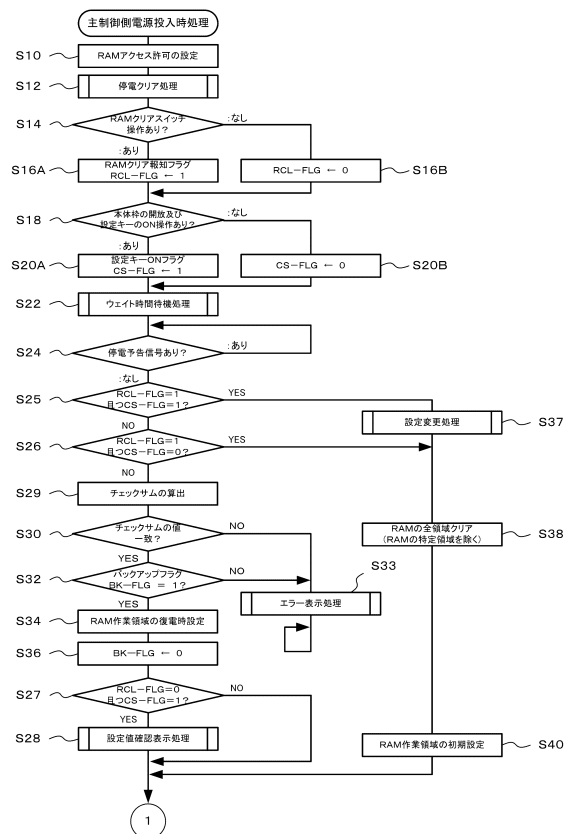 主制御側電源投入時処理
S10
RAMアクセス許可の設定
S12
停電クリア処理
S14
RAMクリアスイッチ
操作あり?
:なし
:あり
S16A
RAMクリア報知フラグ
RCL-FLG ← 1
RCL-FLG ← 0
S16B
S18
本体枠の開放及び
設定キーのON操作あり?
:なし
:あり
S20A
設定キーONフラグ
CS-FLG ← 1
CS-FLG ← 0
S20B
S22
ウェイト時間待機処理
S24
停電予告信号あり?
:あり
:なし
S25
RCL-FLG=1
且つCS-FLG=1?
YES
NO
設定変更処理
S37
S26
RCL-FLG=1
且つCS-FLG=0?
YES
NO
S29
チェックサムの算出
S30
チェックサムの値
一致?
NO
YES
RAMの全領域クリア
(RAMの特定領域を除く)
S38
S32
バックアップフラグ
BK-FLG = 1?
NO
YES
S33
エラー表示処理
S34
RAM作業領域の復電時設定
S36
BK-FLG ← 0
S27
RCL-FLG=0
且つCS-FLG=1?
NO
YES
S28
設定値確認表示処理
RAM作業領域の初期設定
S40
1